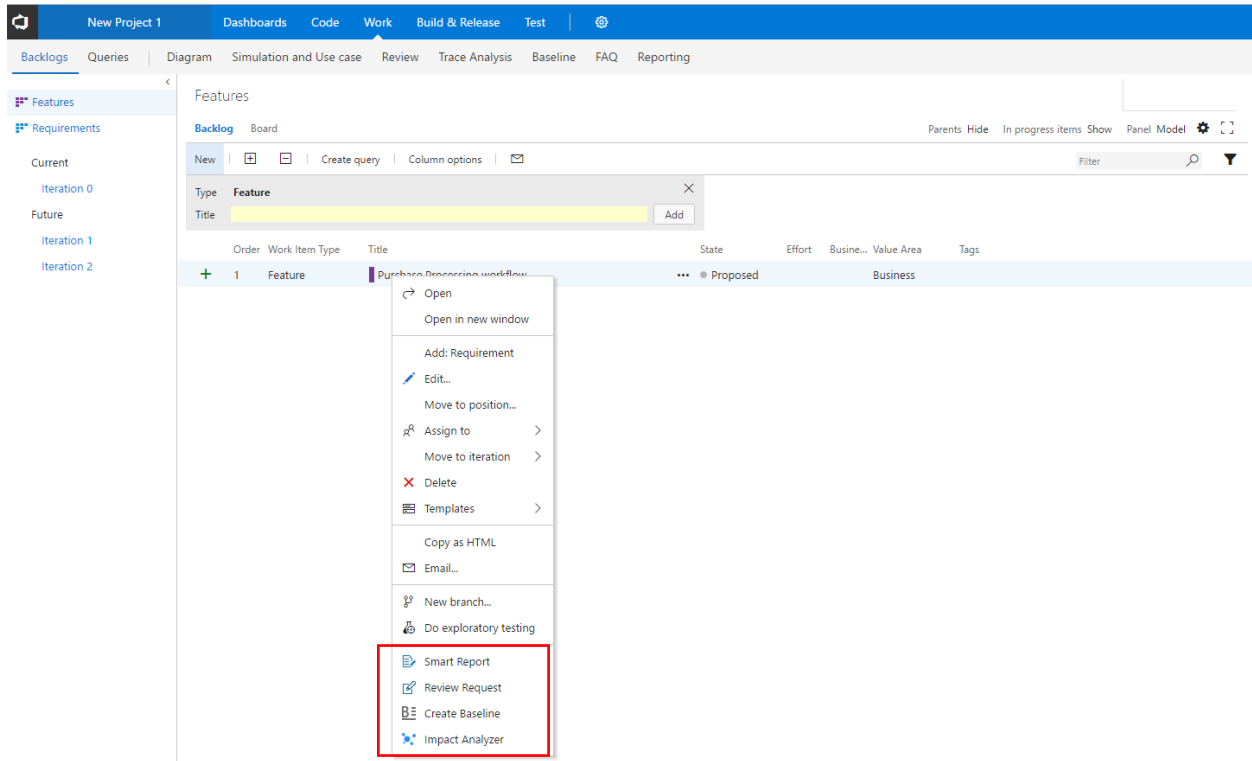 New Project 1 Dashboards Code Work Build & Release Test
Backlogs Queries Diagram Simulation and Use case Review Trace Analysis Baseline FAQ Reporting
Features
Requirements
Current
Iteration 0
Future
Iteration 1
Iteration 2
Features
Backlog Board Parents Hide In progress items Show Panel Model
New Create query Column options Filter
Type Feature
Title Add
Order Work Item Type Title State Effort Busine... Value Area Tags
1 Feature Purchase Processing workflow ... Proposed Business
Open
Open in new window
Add: Requirement
Edit...
Move to position...
Assign to
Move to iteration
Delete
Templates
Copy as HTML
Email...
New branch...
Do exploratory testing
Smart Report
Review Request
Create Baseline
Impact Analyzer